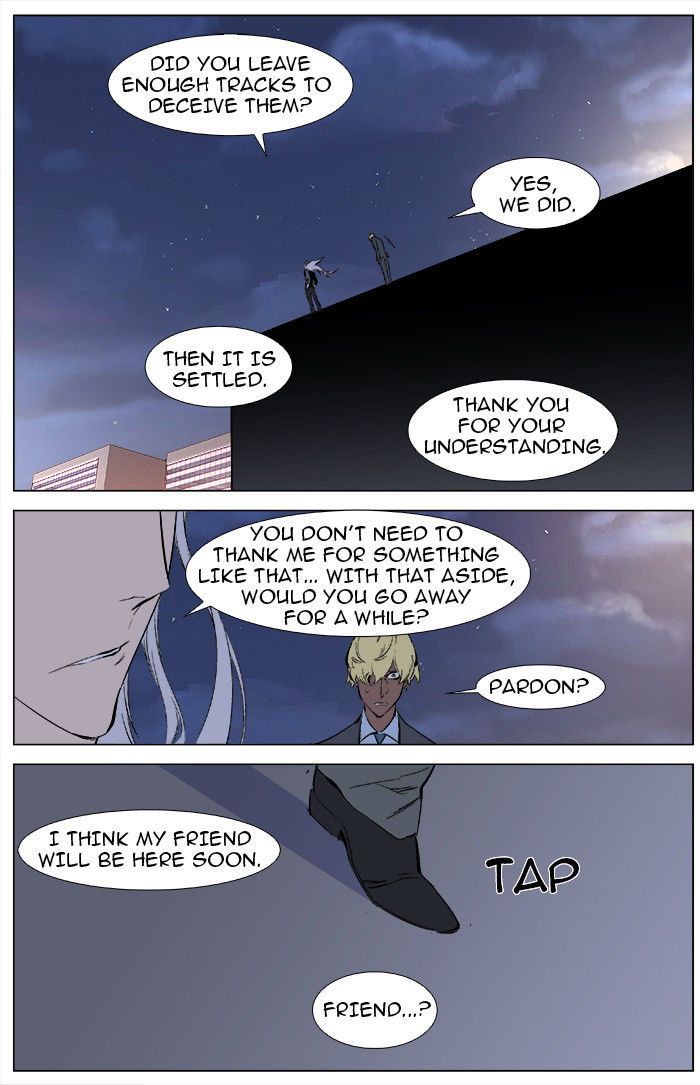 DID YOU LEAVE
ENOUGH TRACKS TO
DECEIVE THEM?
YES,
WE DID.
THEN IT IS
SETTLED.
THANK YOU
FOR YOUR
UNDERSTANDING.
YOU DON'T NEED TO
THANK ME FOR SOMETHING
LIKE THAT... WITH THAT ASIDE,
WOULD YOU GO AWAY
FOR A WHILE?
PARDON?
I THINK MY FRIEND
WILL BE HERE SOON.
TAP
FRIEND...?